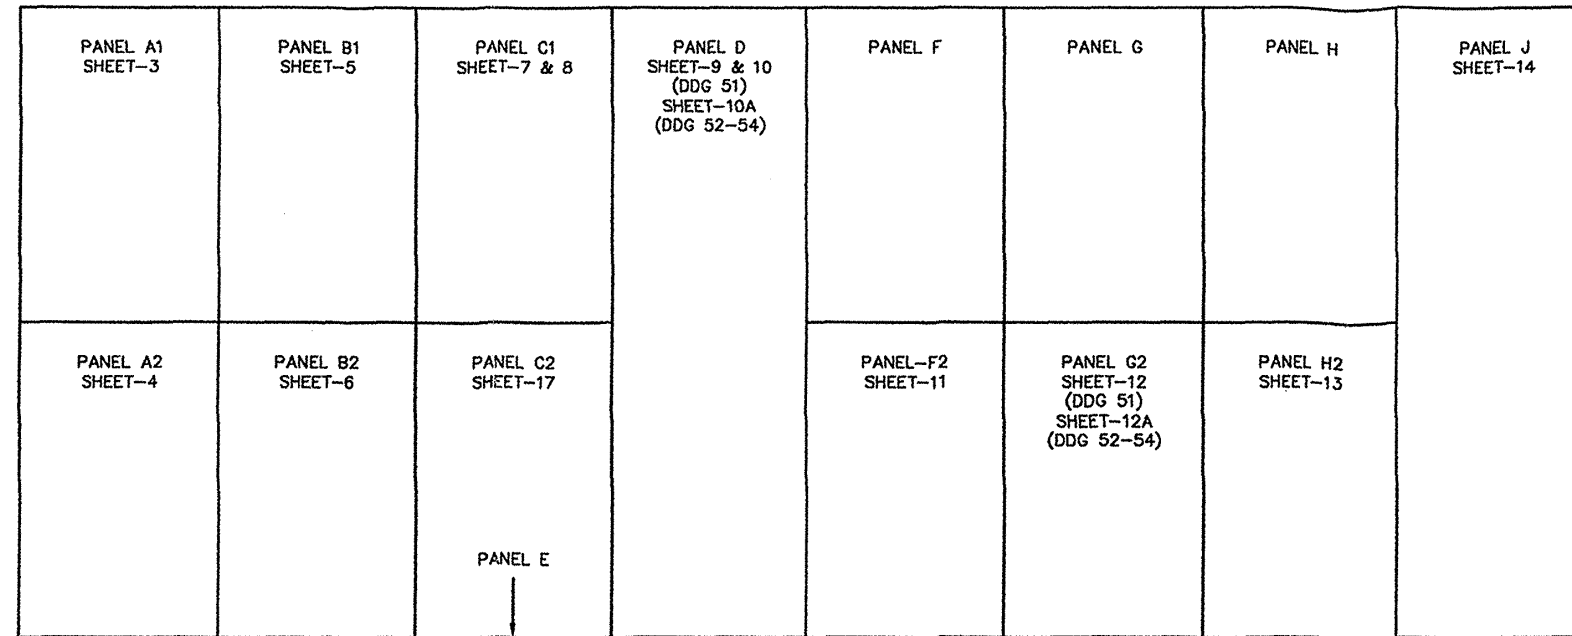 PANEL A1
SHEET-3
PANEL B1
SHEET-5
PANEL C1
SHEET-7 & 8
PANEL D
SHEET-9 & 10
(DDG 51)
SHEET-10A
(DDG 52-54)
PANEL F
PANEL G
PANEL H
PANEL J
SHEET-14
PANEL A2
SHEET-4
PANEL B2
SHEET-6
PANEL C2
SHEET-17
PANEL-F2
SHEET-11
PANEL G2
SHEET-12
(DDG 51)
SHEET-12A
(DDG 52-54)
PANEL H2
SHEET-13
PANEL E